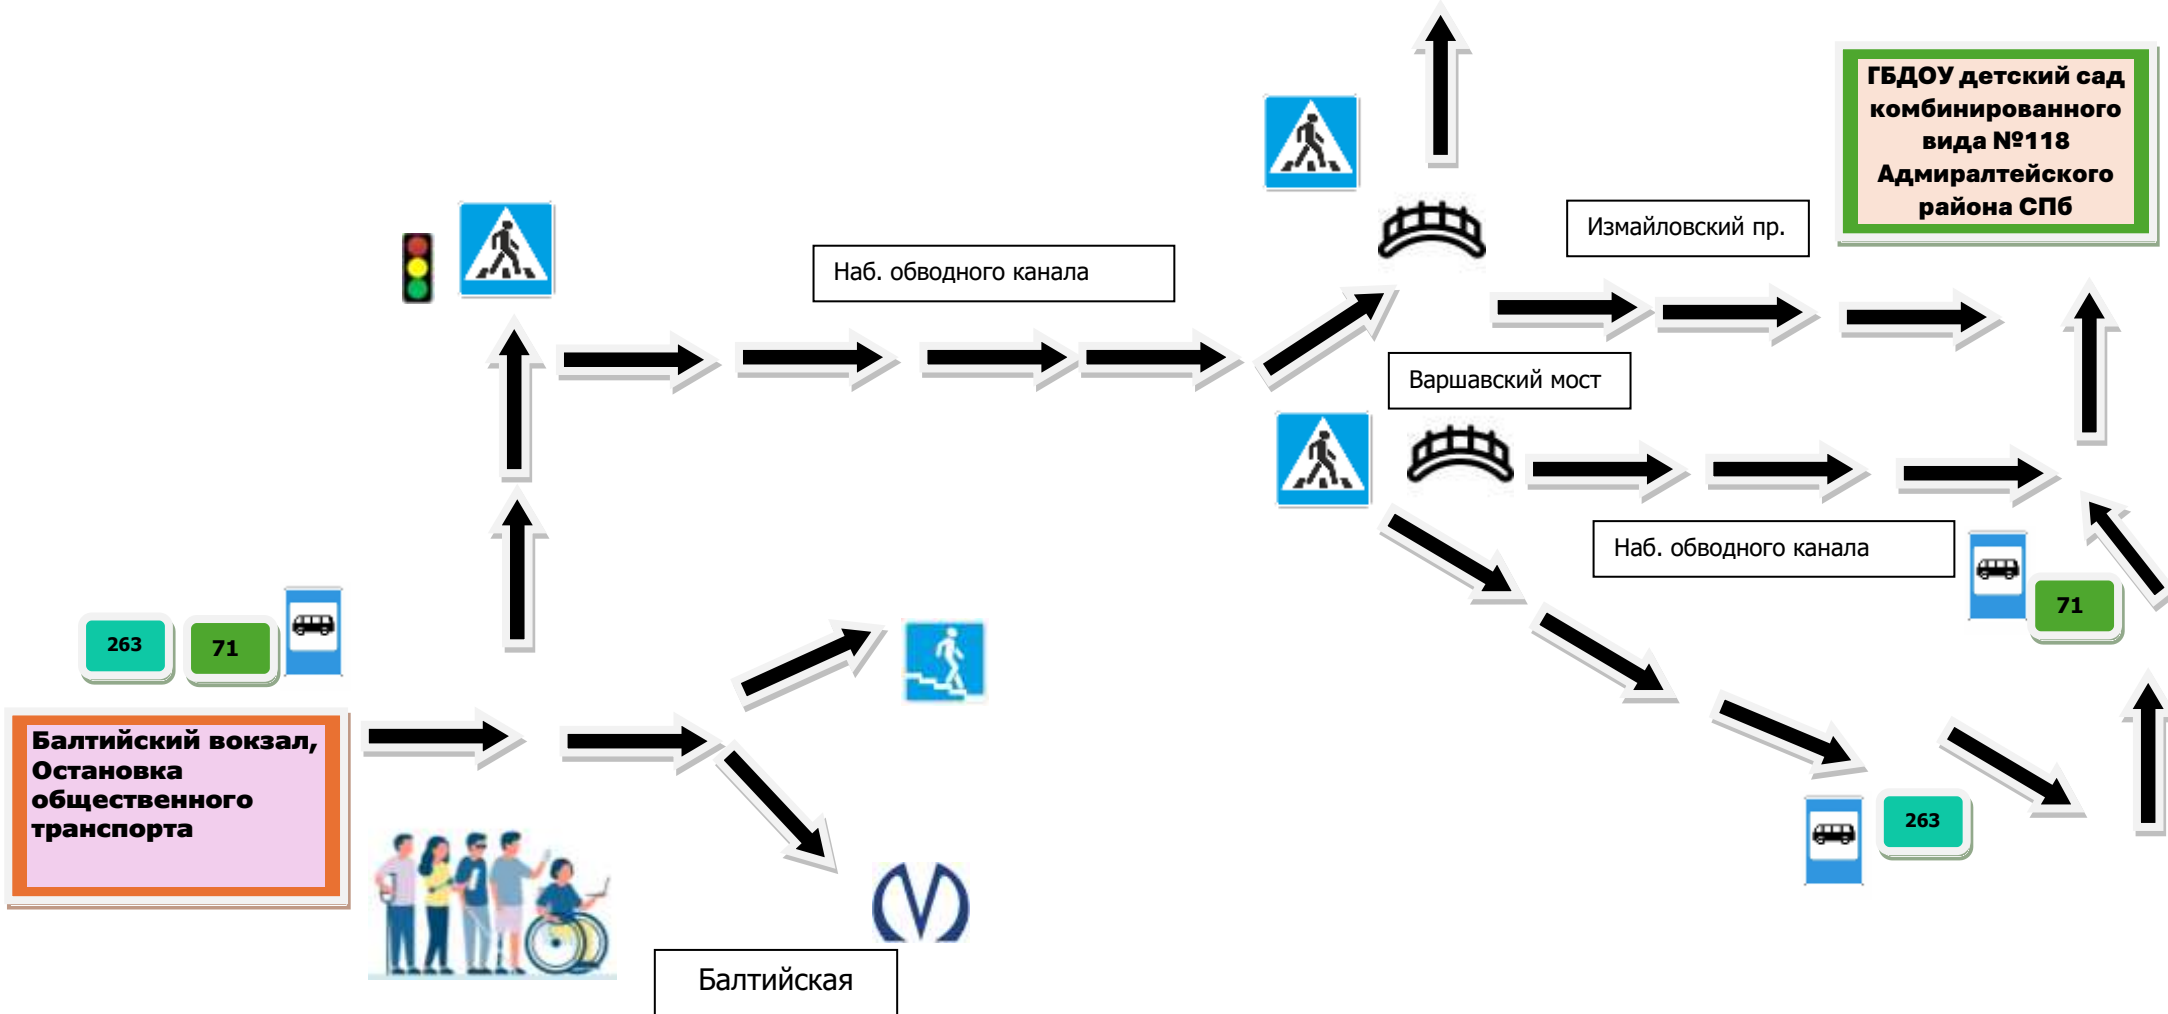 ГБДОУ детский сад
комбинированного
вида №118
Адмиралтейского
района СПб
Измайловский пр.
Наб. обводного канала
Варшавский мост
Наб. обводного канала
71
263
71
Балтийский вокзал,
Остановка
общественного
транспорта
263
Балтийская